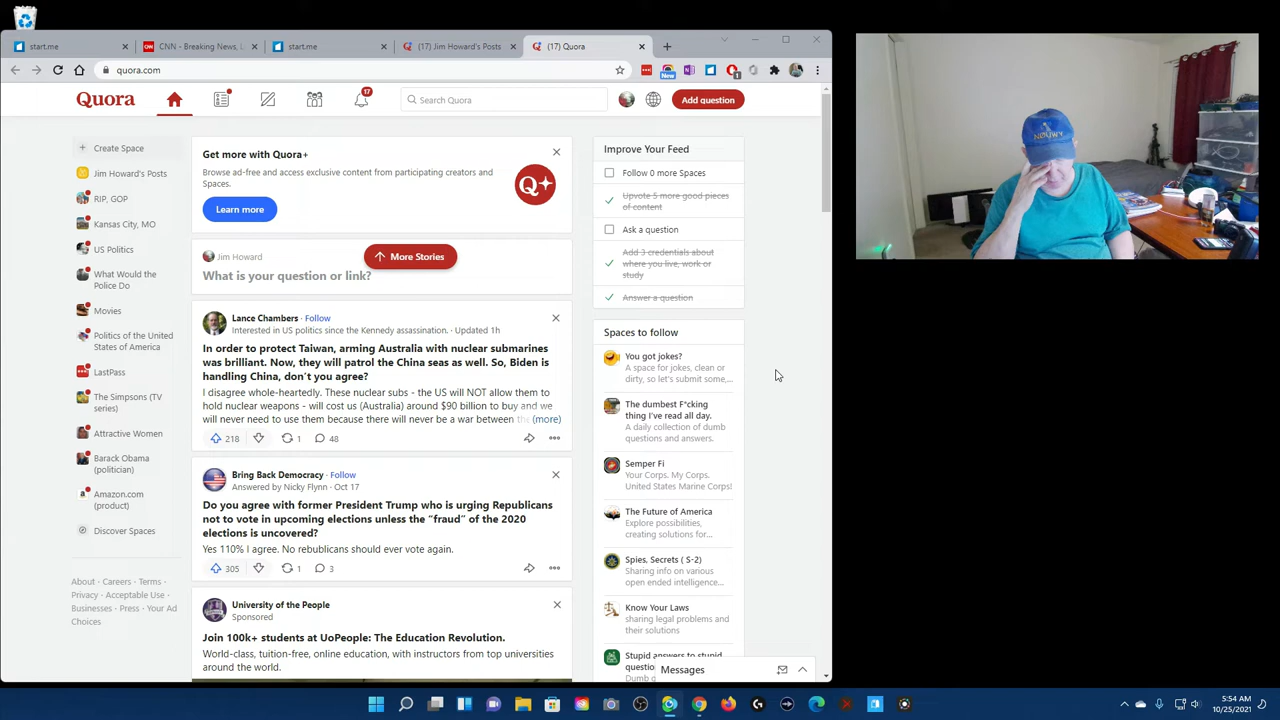 start.me
CNN - Breaking News, l
start.me
(17) Jim Howard's Posts
(17) Quora
quora.com
New
1
Quora
17
Search Quora
Add question
Create Space
Jim Howard's Posts
RIP, GOP
Kansas City, MO
US Politics
What Would the
Police Do
Movies
Politics of the United
States of America
LastPass
The Simpsons (TV
series)
Attractive Women
Barack Obama
(politician)
Amazon.com
(product)
Discover Spaces
About · Careers · Terms ·
Privacy · Acceptable Use ·
Businesses · Press · Your Ad
Choices
Get more with Quora+
Browse ad-free and access exclusive content from participating creators and
Spaces.
Q+
Learn more
Jim Howard
What is your question or link?
More Stories
Lance Chambers · Follow
Interested in US politics since the Kennedy assassination. · Updated 1h
In order to protect Taiwan, arming Australia with nuclear submarines
was brilliant. Now, they will patrol the China seas as well. So, Biden is
handling China, don't you agree?
I disagree whole-heartedly. These nuclear subs - the US will NOT allow them to
hold nuclear weapons - will cost us (Australia) around $90 billion to buy and we
will never need to use them because there will never be a war between the (more)
218 1 48
Bring Back Democracy · Follow
Answered by Nicky Flynn · Oct 17
Do you agree with former President Trump who is urging Republicans
not to vote in upcoming elections unless the "fraud" of the 2020
elections is uncovered?
Yes 110% I agree. No rebublicans should ever vote again.
305 1 3
University of the People
Sponsored
Join 100k+ students at UoPeople: The Education Revolution.
World-class, tuition-free, online education, with instructors from top universities
around the world.
Improve Your Feed
Follow 0 more Spaces
Upvote 5 more good pieces
of content
Ask a question
Add 3 credentials about
where you live, work or
study
Answer a question
Spaces to follow
You got jokes?
A space for jokes, clean or
dirty, so let's submit some,...
The dumbest F*cking
thing I've read all day.
A daily collection of dumb
questions and answers.
Semper Fi
Your Corps. My Corps.
United States Marine Corps!
The Future of America
Explore possibilities,
creating solutions for...
Spies, Secrets ( S-2)
Sharing info on various
open ended intelligence...
Know Your Laws
sharing legal problems and
their solutions
Stupid answers to stupid
Messages
5:54 AM
10/25/2021